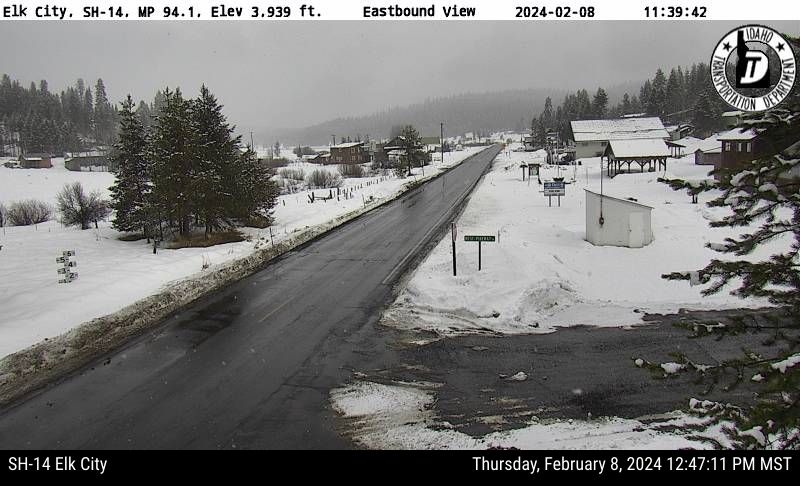 Elk City, SH-14, MP 94.1, Elev 3,939 ft. Eastbound View 2024-02-08 11:39:42
IDAHO
TRANSPORTATION DEPARTMENT
SH-14 Elk City Thursday, February 8, 2024 12:47:11 PM MST